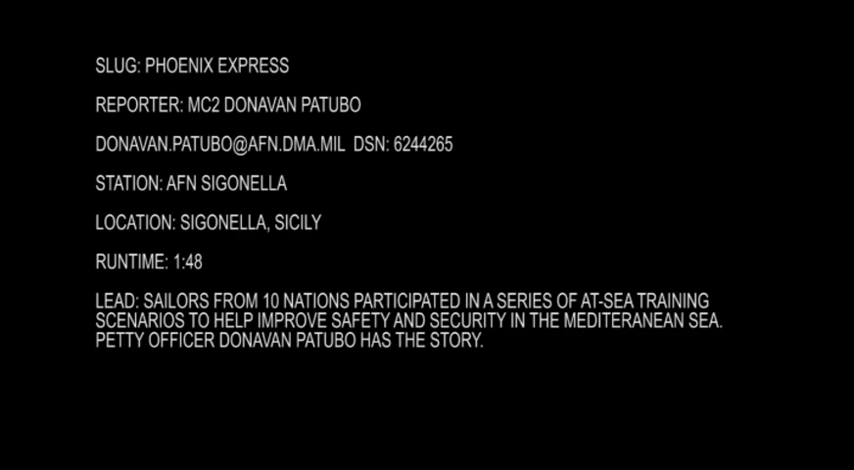 SLUG: PHOENIX EXPRESS
REPORTER: MC2 DONAVAN PATUBO
DONAVAN.PATUBO@AFN.DMA.MIL DSN: 6244265
STATION: AFN SIGONELLA
LOCATION: SIGONELLA, SICILY
RUNTIME: 1:48
LEAD: SAILORS FROM 10 NATIONS PARTICIPATED IN A SERIES OF AT-SEA TRAINING
SCENARIOS TO HELP IMPROVE SAFETY AND SECURITY IN THE MEDITERANEAN SEA.
PETTY OFFICER DONAVAN PATUBO HAS THE STORY.